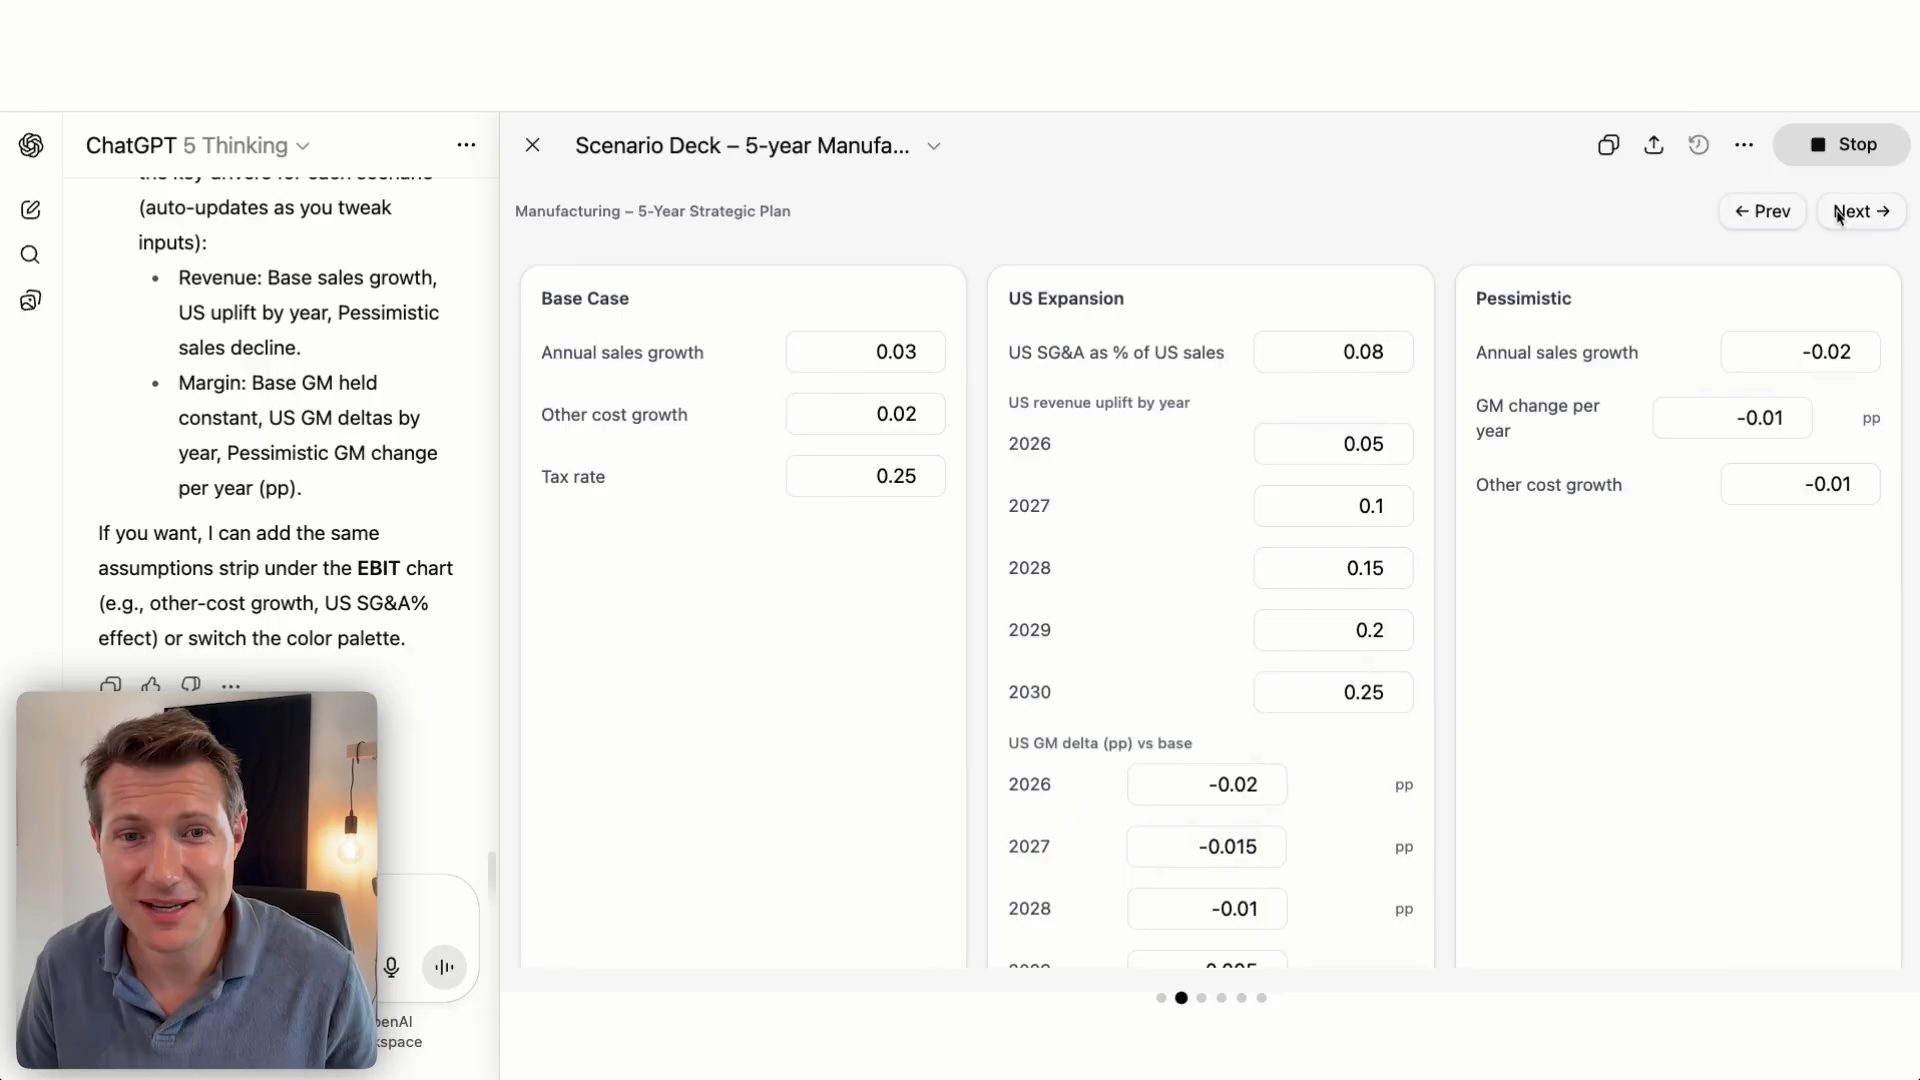 ChatGPT 5 Thinking
the key drivers for each scenario
(auto-updates as you tweak
inputs):
• Revenue: Base sales growth,
US uplift by year, Pessimistic
sales decline.
• Margin: Base GM held
constant, US GM deltas by
year, Pessimistic GM change
per year (pp).
If you want, I can add the same
assumptions strip under the EBIT chart
(e.g., other-cost growth, US SG&A%
effect) or switch the color palette.
Scenario Deck – 5-year Manufa...
Stop
Manufacturing – 5-Year Strategic Plan
← Prev
Next →
Base Case
Annual sales growth 0.03
Other cost growth 0.02
Tax rate 0.25
US Expansion
US SG&A as % of US sales 0.08
US revenue uplift by year
2026 0.05
2027 0.1
2028 0.15
2029 0.2
2030 0.25
US GM delta (pp) vs base
2026 -0.02 pp
2027 -0.015 pp
2028 -0.01 pp
Pessimistic
Annual sales growth -0.02
GM change per
year -0.01 pp
Other cost growth -0.01